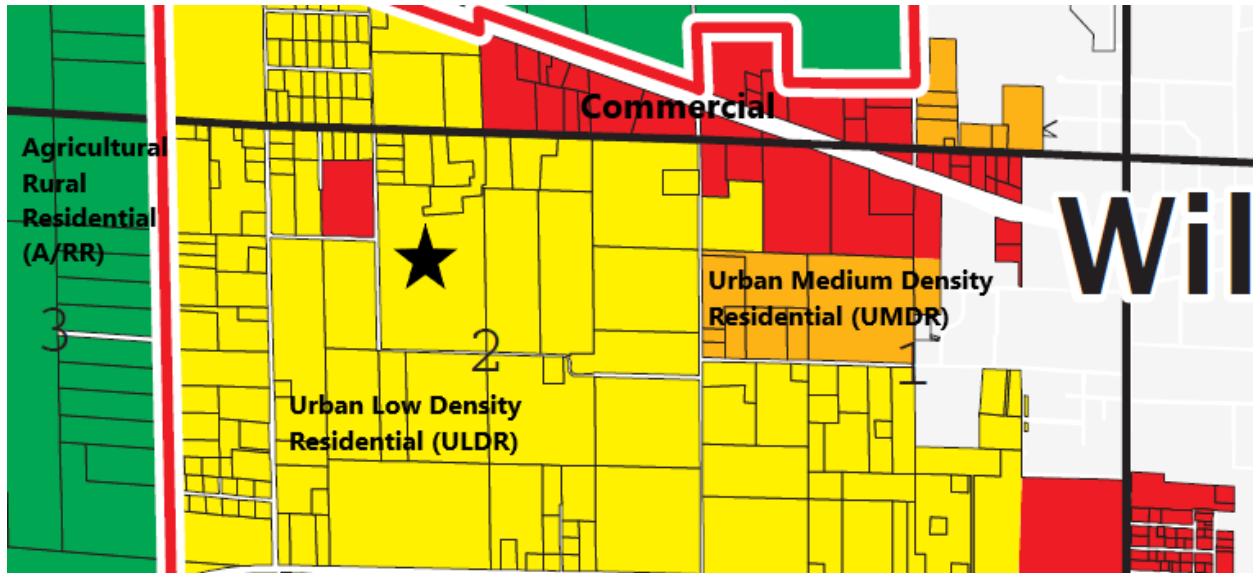 Commercial
Agricultural
Rural
Residential
(A/RR)
Wil
Urban Medium Density
Residential (UMDR)
3
2
1
Urban Low Density
Residential (ULDR)